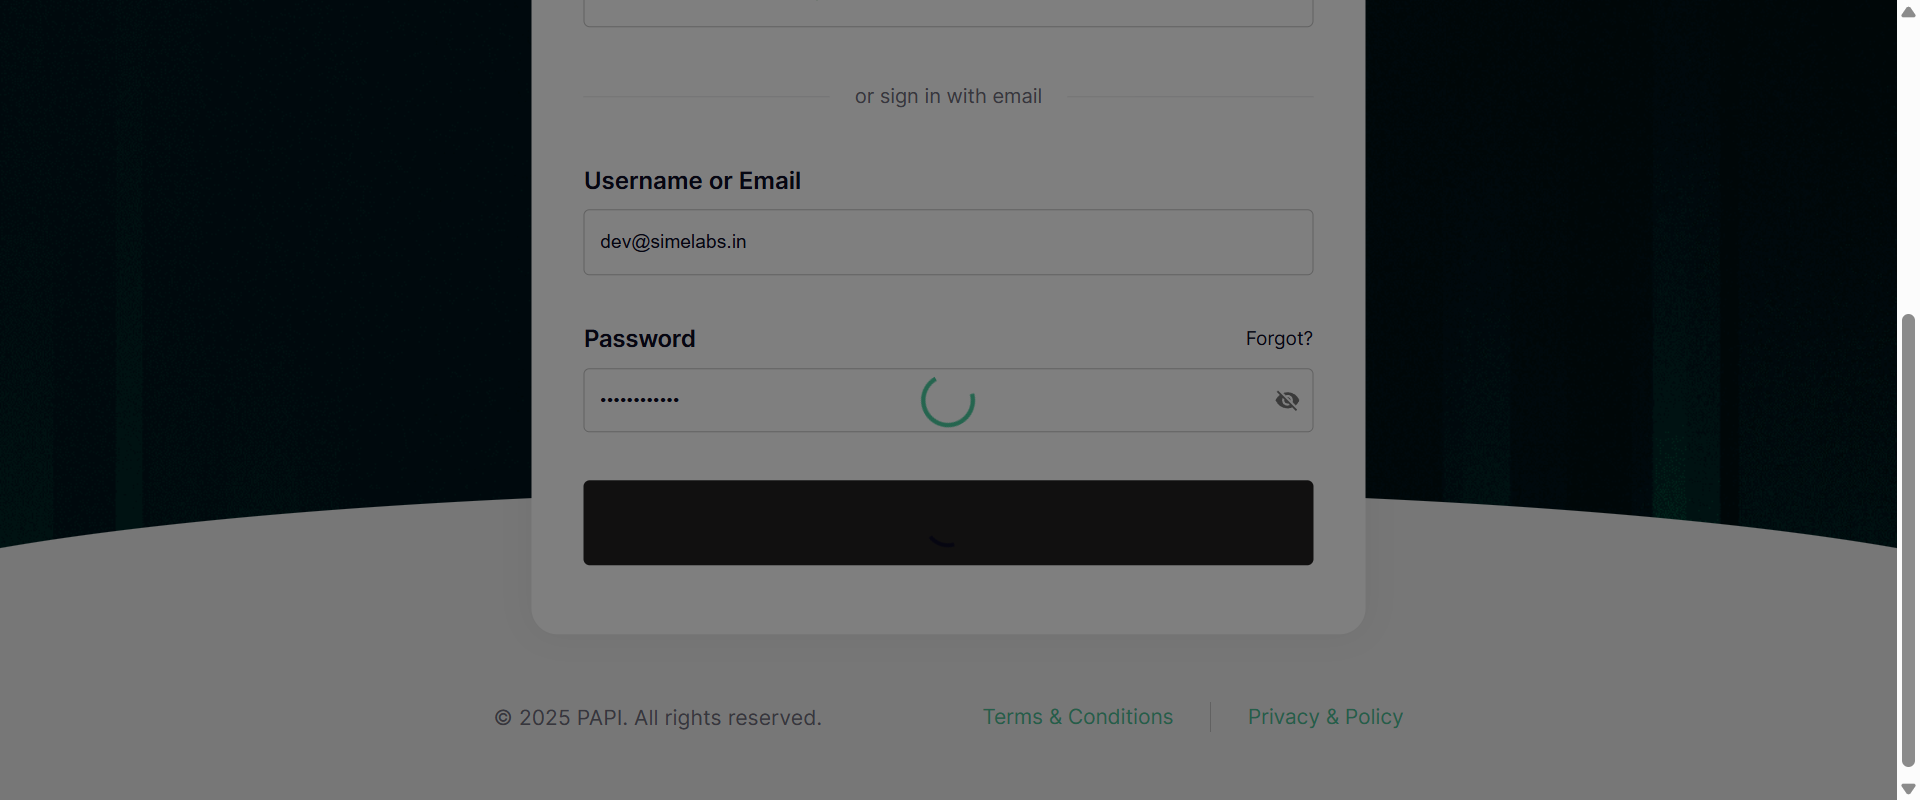 or sign in with email
Username or Email
dev@simelabs.in
Password
Forgot?
••••••••••••
© 2025 PAPI. All rights reserved.
Terms & Conditions
Privacy & Policy